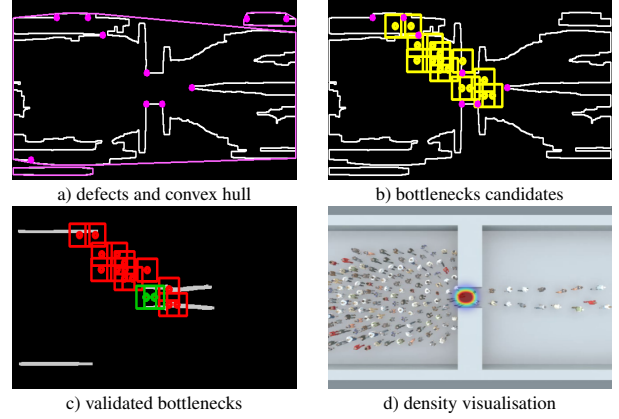 a) defects and convex hull
b) bottlenecks candidates
c) validated bottlenecks
d) density visualisation